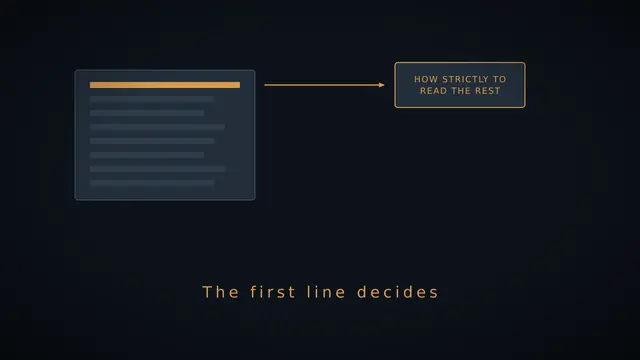 HOW STRICTLY TO
READ THE REST
The first line decides